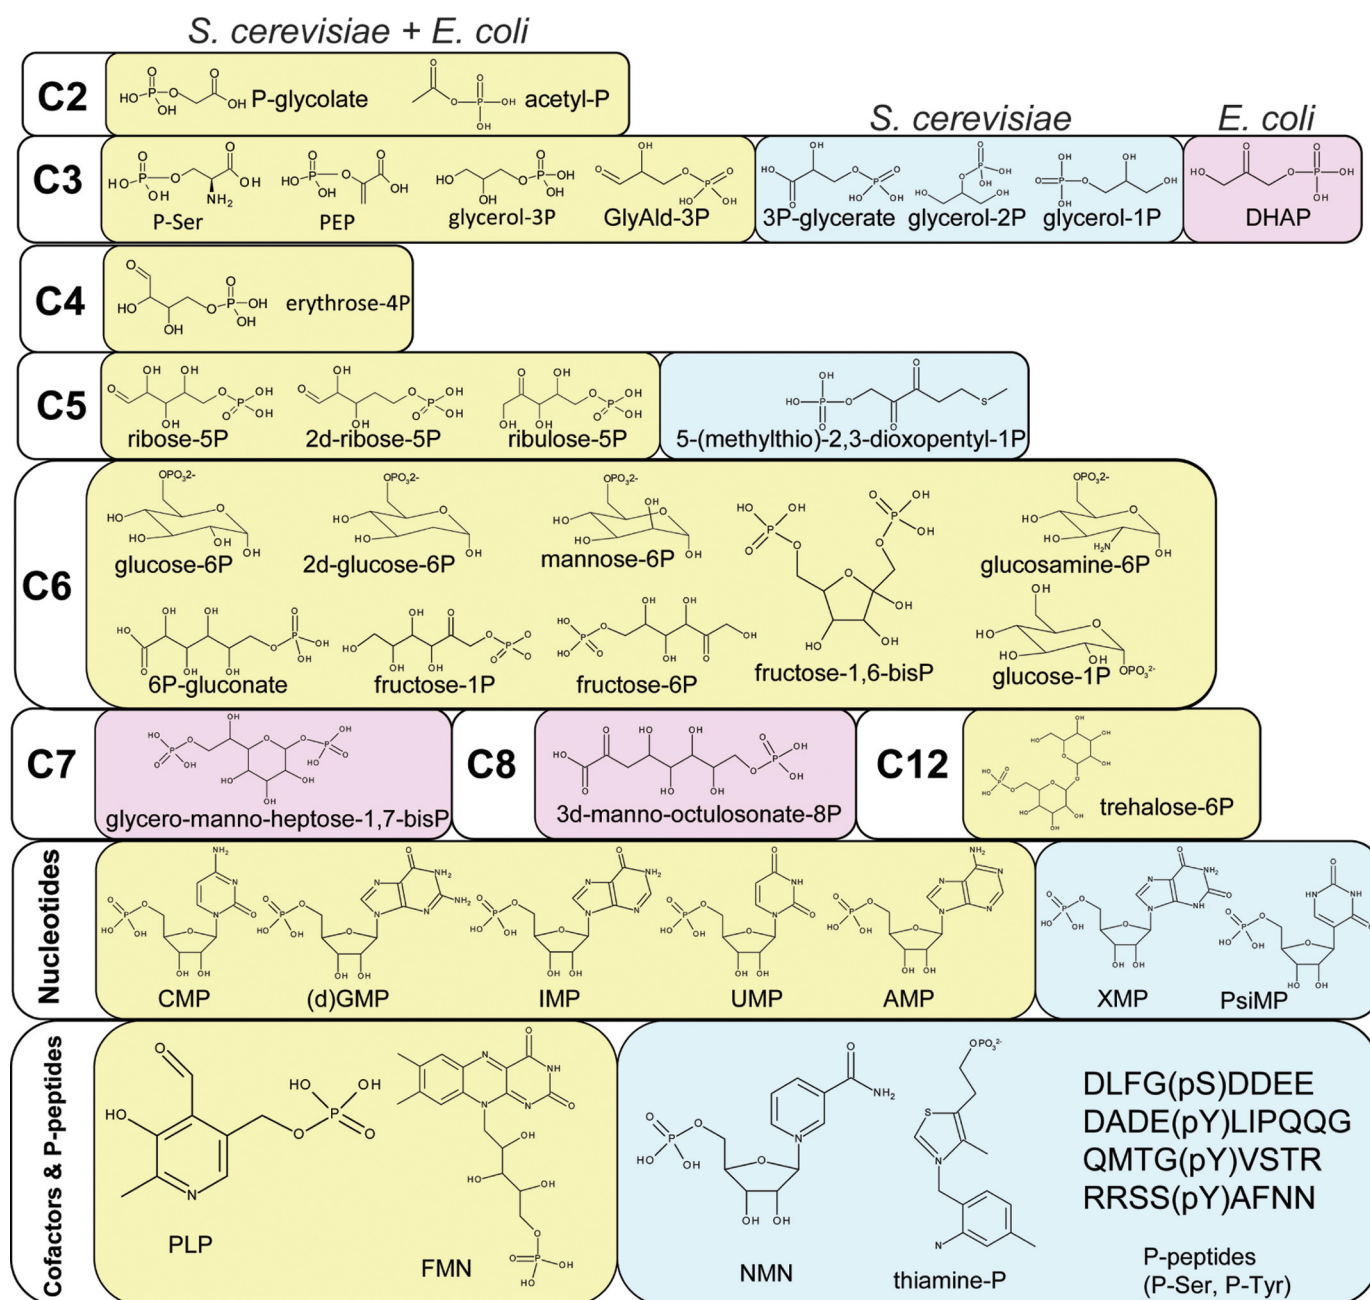 S. cerevisiae + E. coli
C2
P-glycolate
acetyl-P
S. cerevisiae
E. coli
C3
P-Ser
PEP
glycerol-3P
GlyAld-3P
3P-glycerate
glycerol-2P
glycerol-1P
DHAP
C4
erythrose-4P
C5
ribose-5P
2d-ribose-5P
ribulose-5P
5-(methylthio)-2,3-dioxopentyl-1P
C6
glucose-6P
2d-glucose-6P
mannose-6P
glucosamine-6P
6P-gluconate
fructose-1P
fructose-6P
fructose-1,6-bisP
glucose-1P
C7
glycero-manno-heptose-1,7-bisP
C8
3d-manno-octulosonate-8P
C12
trehalose-6P
Nucleotides
CMP
(d)GMP
IMP
UMP
AMP
XMP
PsiMP
Cofactors & P-peptides
PLP
FMN
NMN
thiamine-P
DLFG(pS)DDEE
DADE(pY)LIPQQG
QMTG(pY)VSTR
RRSS(pY)AFNN
P-peptides
(P-Ser, P-Tyr)